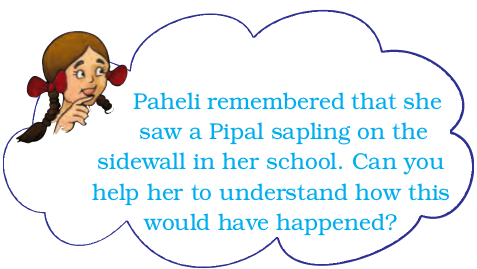 Paheli remembered that she
saw a Pipal sapling on the
sidewall in her school. Can you
help her to understand how this
would have happened?